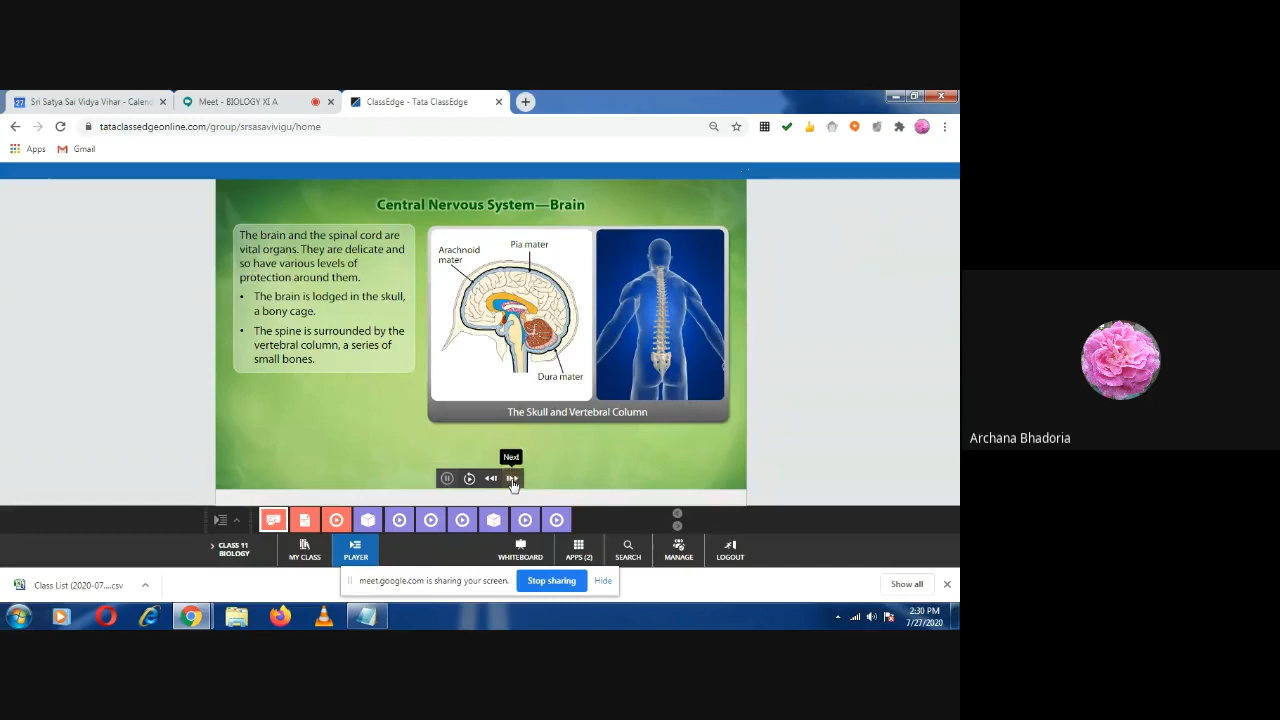 Sri Satya Sai Vidya Vihar - Calend
Meet - BIOLOGY XI A
ClassEdge - Tata ClassEdge
tataclassedgeonline.com/group/srsasavivigu/home
Apps
Gmail
Central Nervous System—Brain
The brain and the spinal cord are
vital organs. They are delicate and
so have various levels of
protection around them.
• The brain is lodged in the skull,
a bony cage.
• The spine is surrounded by the
vertebral column, a series of
small bones.
Arachnoid
mater
Pia mater
Dura mater
The Skull and Vertebral Column
Next
CLASS 11
BIOLOGY
MY CLASS
PLAYER
WHITEBOARD
APPS (2)
SEARCH
MANAGE
LOGOUT
Class List (2020-07....csv
meet.google.com is sharing your screen.
Stop sharing
Hide
Show all
2:30 PM
7/27/2020
Archana Bhadoria